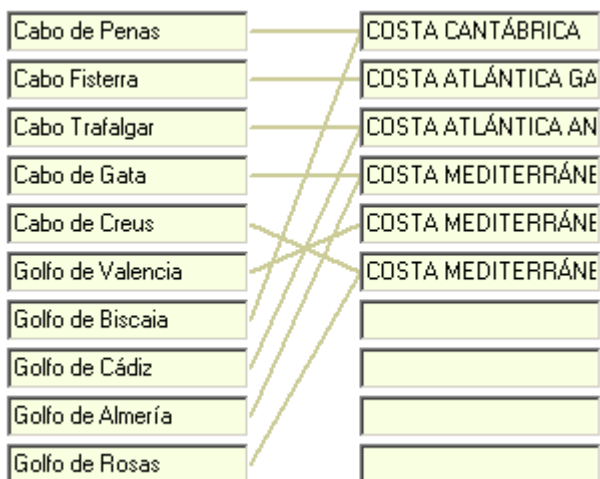 Cabo de Penas
COSTA CANTÁBRICA
Cabo Fisterra
COSTA ATLÁNTICA GA
Cabo Trafalgar
COSTA ATLÁNTICA AN
Cabo de Gata
COSTA MEDITERRÁNE
Cabo de Creus
COSTA MEDITERRÁNE
Golfo de Valencia
COSTA MEDITERRÁNE
Golfo de Biscaia
Golfo de Cádiz
Golfo de Almería
Golfo de Rosas